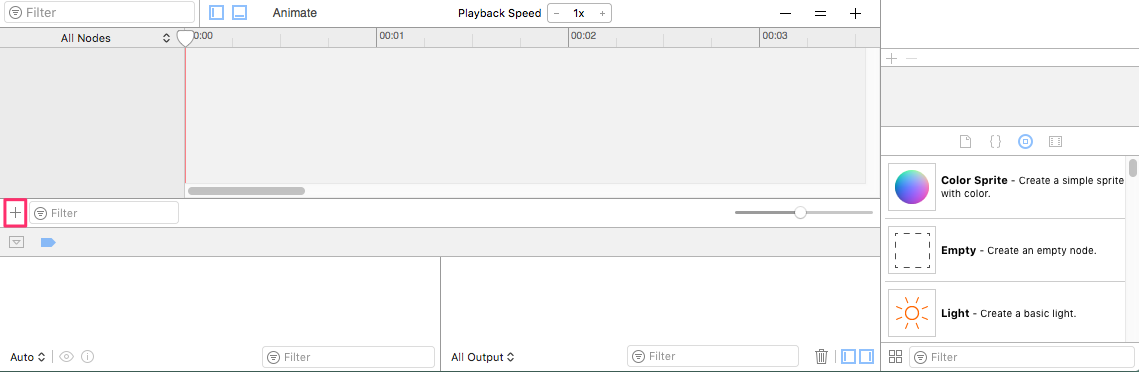 Filter
Animate
Playback Speed
1x
All Nodes
00:00
00:01
00:02
00:03
Filter
Color Sprite - Create a simple sprite
with color.
Empty - Create an empty node.
Light - Create a basic light.
Auto
Filter
All Output
Filter
Filter